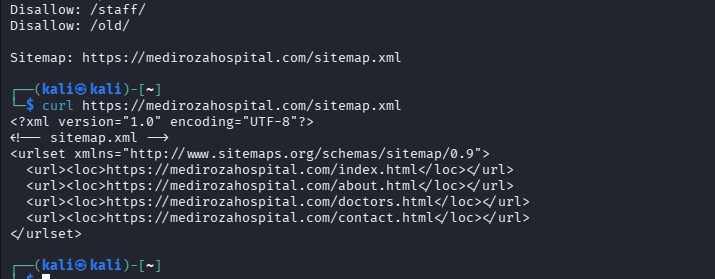 Disallow: /staff/
Disallow: /old/
Sitemap: https://medirozahospital.com/sitemap.xml
┌──(kali㉿kali)-[~]
└─$ curl https://medirozahospital.com/sitemap.xml
<?xml version="1.0" encoding="UTF-8"?>
<!-- sitemap.xml -->
<urlset xmlns="http://www.sitemaps.org/schemas/sitemap/0.9">
  <url><loc>https://medirozahospital.com/index.html</loc></url>
  <url><loc>https://medirozahospital.com/about.html</loc></url>
  <url><loc>https://medirozahospital.com/doctors.html</loc></url>
  <url><loc>https://medirozahospital.com/contact.html</loc></url>
</urlset>
┌──(kali㉿kali)-[~]
└─$